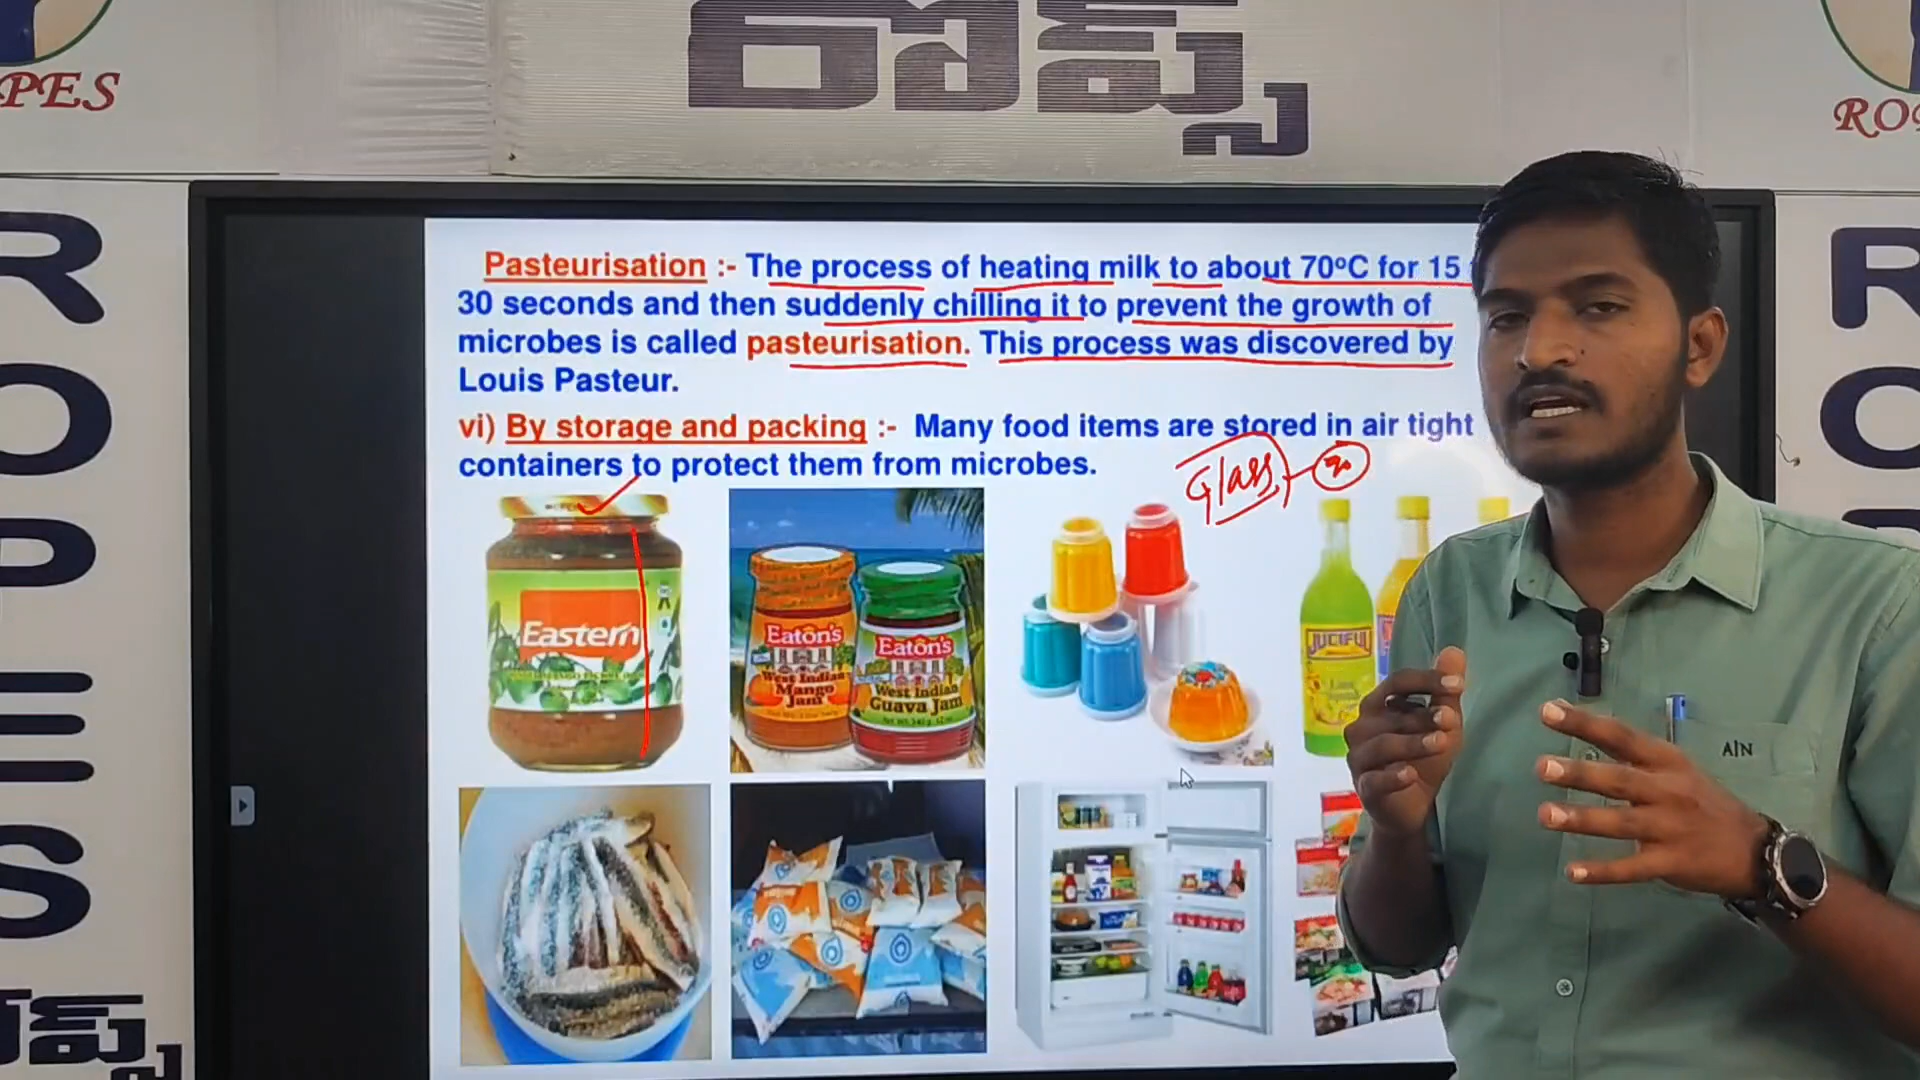 రోప్స్
PES
RO
ROPES
Pasteurisation :- The process of heating milk to about 70ºC for 15
30 seconds and then suddenly chilling it to prevent the growth of
microbes is called pasteurisation. This process was discovered by
Louis Pasteur.
vi) By storage and packing :- Many food items are stored in air tight
containers to protect them from microbes.
Glass
Eastern
Eaton's
West Indian
Mango
Jam
Eaton's
West Indian
Guava Jam
JUCIFUL
A|N
R
O